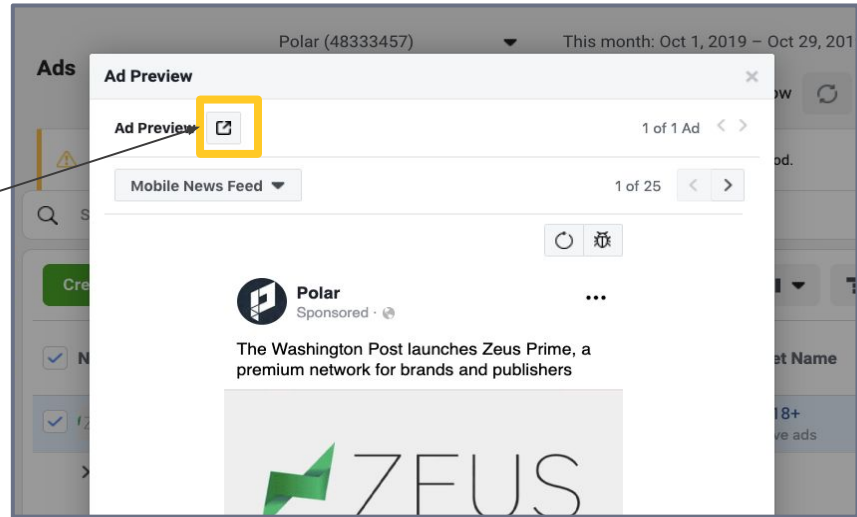 Polar (48333457)
This month: Oct 1, 2019 – Oct 29, 201
Ads
Ad Preview
×
ow
Ad Preview
1 of 1 Ad
od.
Mobile News Feed
1 of 25
S
Cre
Polar
Sponsored ·
The Washington Post launches Zeus Prime, a
premium network for brands and publishers
N
et Name
18+
ve ads
ZEUS